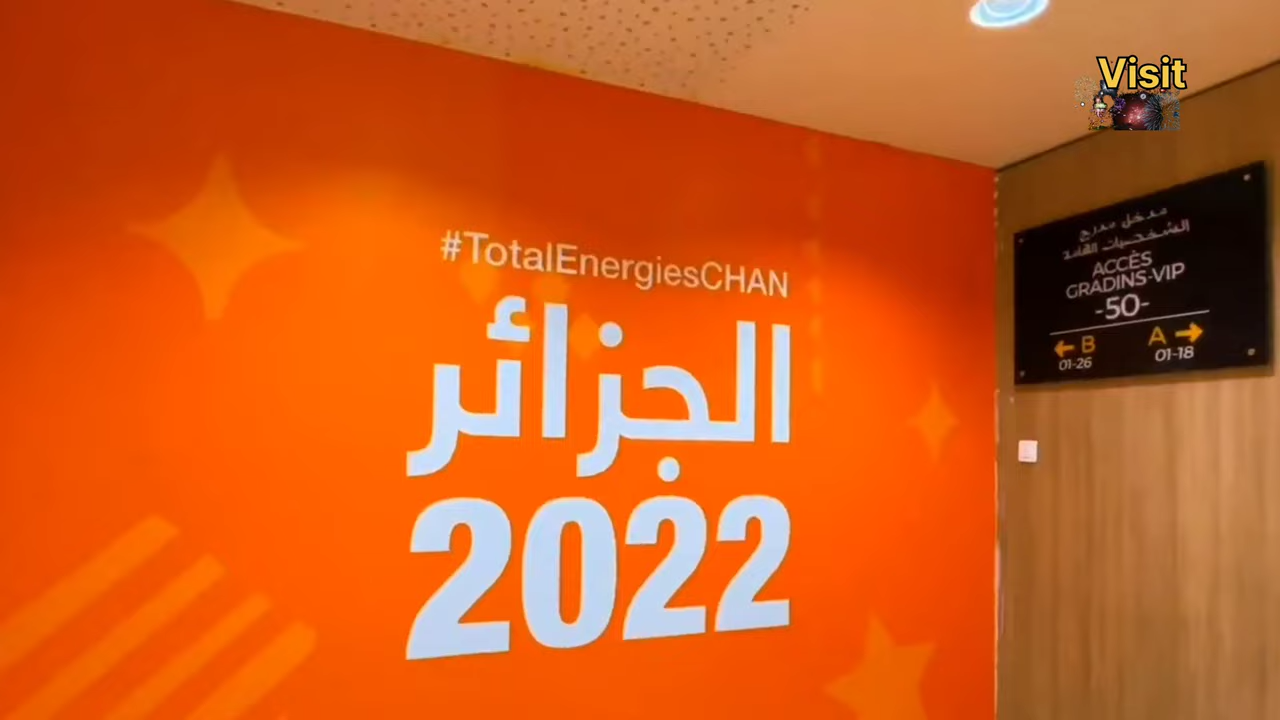 Visit
#TotalEnergiesCHAN
الجزائر
2022
مدخل مدرج
الشخصيات الهامة
ACCÈS
GRADINS-VIP
-50-
← B A →
01-26 01-18